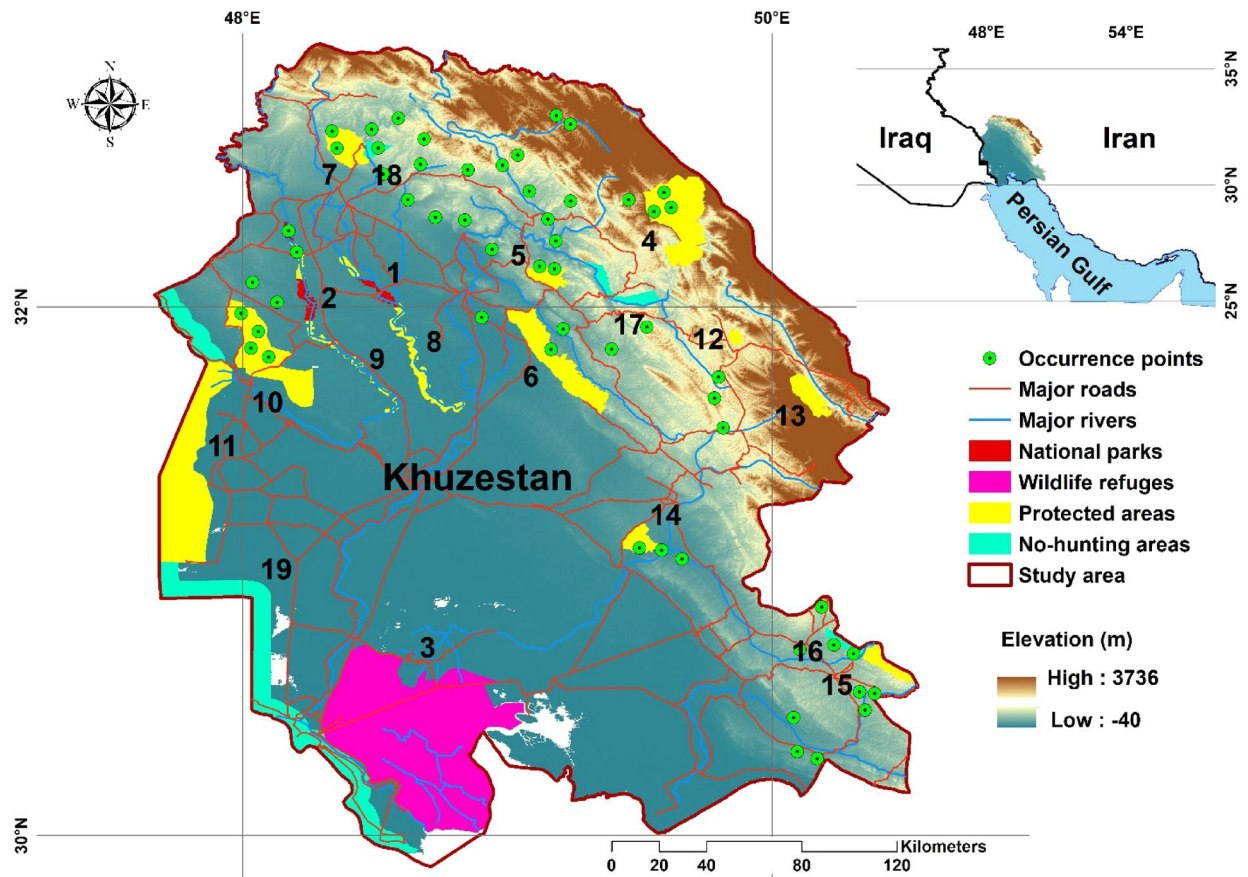 48°E
50°E
48°E
54°E
N
W
E
S
35°N
Iraq
Iran
30°N
Persian Gulf
25°N
7
18
4
5
1
2
32°N
17
12
8
9
6
10
13
11
Khuzestan
14
19
3
16
15
30°N
Occurrence points
Major roads
Major rivers
National parks
Wildlife refuges
Protected areas
No-hunting areas
Study area
Elevation (m)
High : 3736
Low : -40
Kilometers
0 20 40 80 120